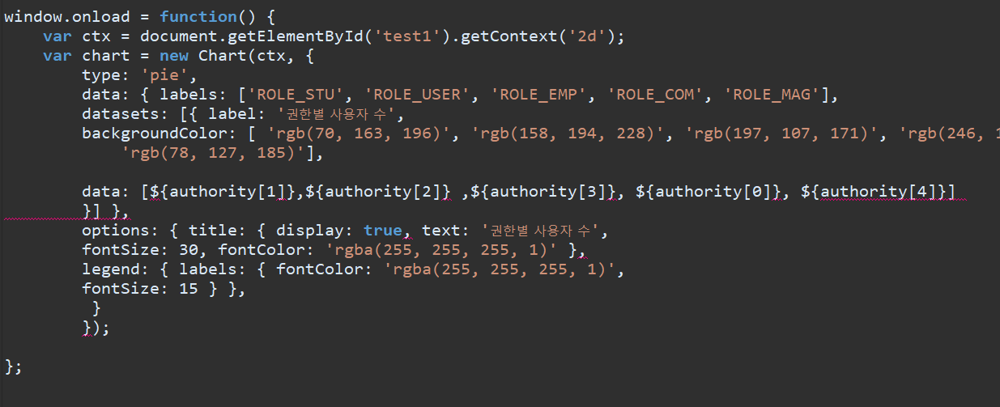 window.onload = function() {
var ctx = document.getElementById('test1').getContext('2d');
var chart = new Chart(ctx, {
type: 'pie',
data: { labels: ['ROLE_STU', 'ROLE_USER', 'ROLE_EMP', 'ROLE_COM', 'ROLE_MAG'],
datasets: [{ label: '권한별 사용자 수',
backgroundColor: [ 'rgb(70, 163, 196)', 'rgb(158, 194, 228)', 'rgb(197, 107, 171)', 'rgb(246,
'rgb(78, 127, 185)'],
data: [${authority[1]},${authority[2]} ,${authority[3]}, ${authority[0]}, ${authority[4]}]
}] },
options: { title: { display: true, text: '권한별 사용자 수',
fontSize: 30, fontColor: 'rgba(255, 255, 255, 1)' },
legend: { labels: { fontColor: 'rgba(255, 255, 255, 1)',
fontSize: 15 } },
}
});
};